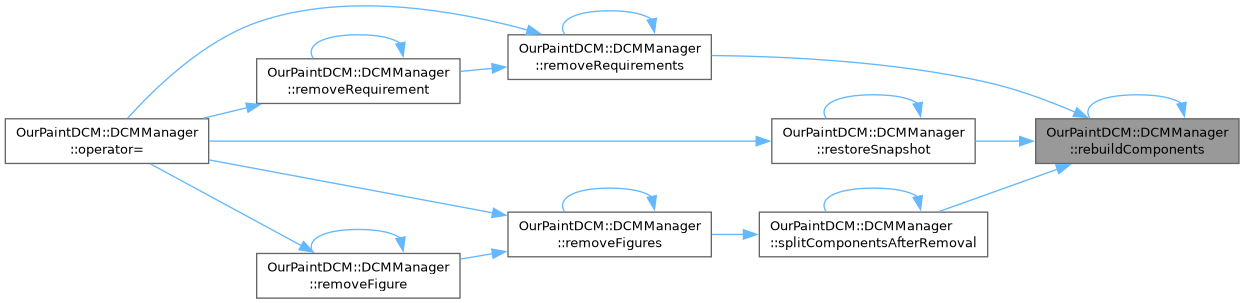 OurPaintDCM::DCMManager
::operator=
OurPaintDCM::DCMManager
::removeRequirement
OurPaintDCM::DCMManager
::removeRequirements
OurPaintDCM::DCMManager
::restoreSnapshot
OurPaintDCM::DCMManager
::rebuildComponents
OurPaintDCM::DCMManager
::removeFigure
OurPaintDCM::DCMManager
::removeFigures
OurPaintDCM::DCMManager
::splitComponentsAfterRemoval